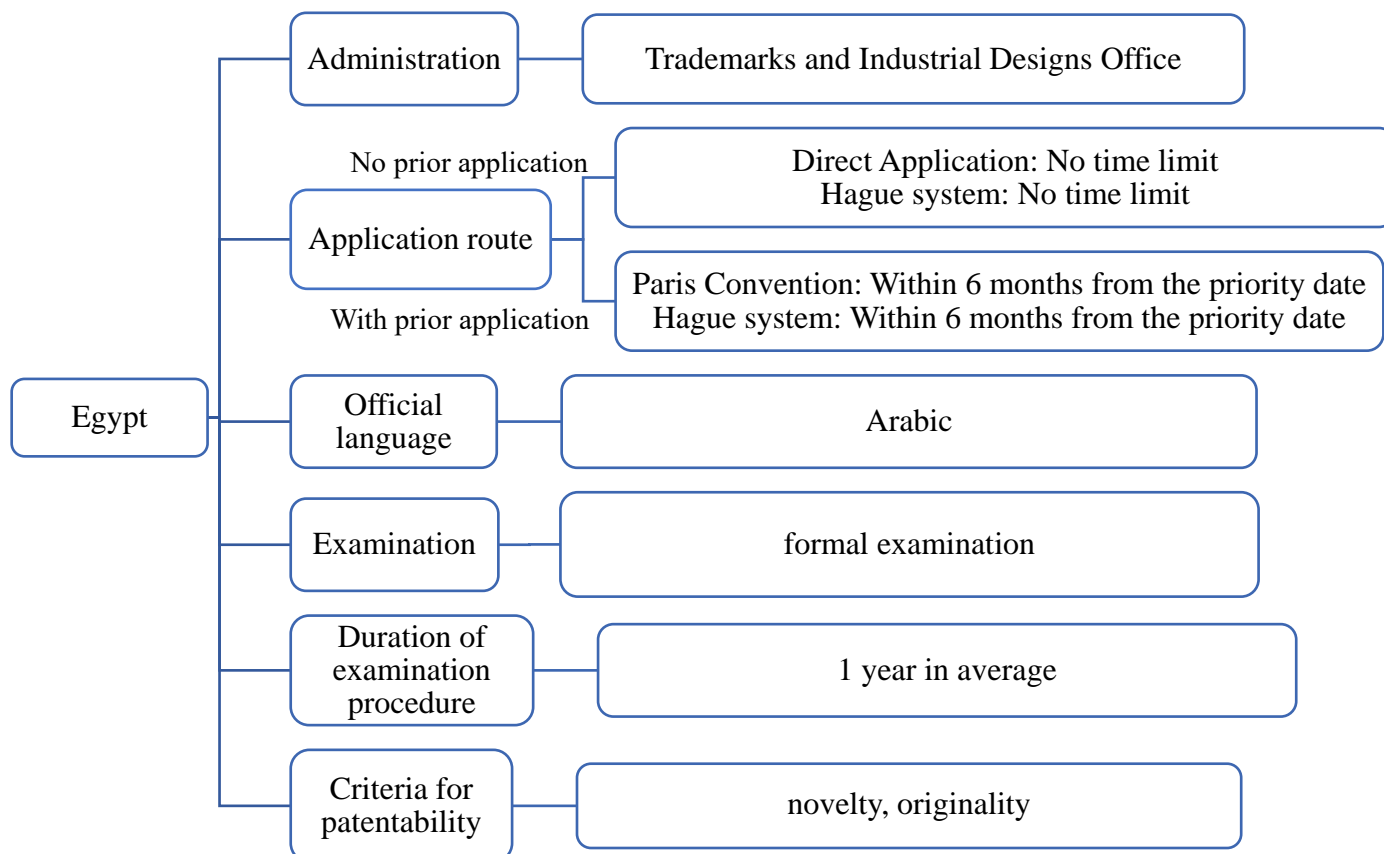 Administration
Trademarks and Industrial Designs Office
No prior application
Direct Application: No time limit
Hague system: No time limit
Application route
Paris Convention: Within 6 months from the priority date
Hague system: Within 6 months from the priority date
With prior application
Egypt
Official
language
Arabic
Examination
formal examination
Duration of
examination
procedure
1 year in average
Criteria for
patentability
novelty, originality